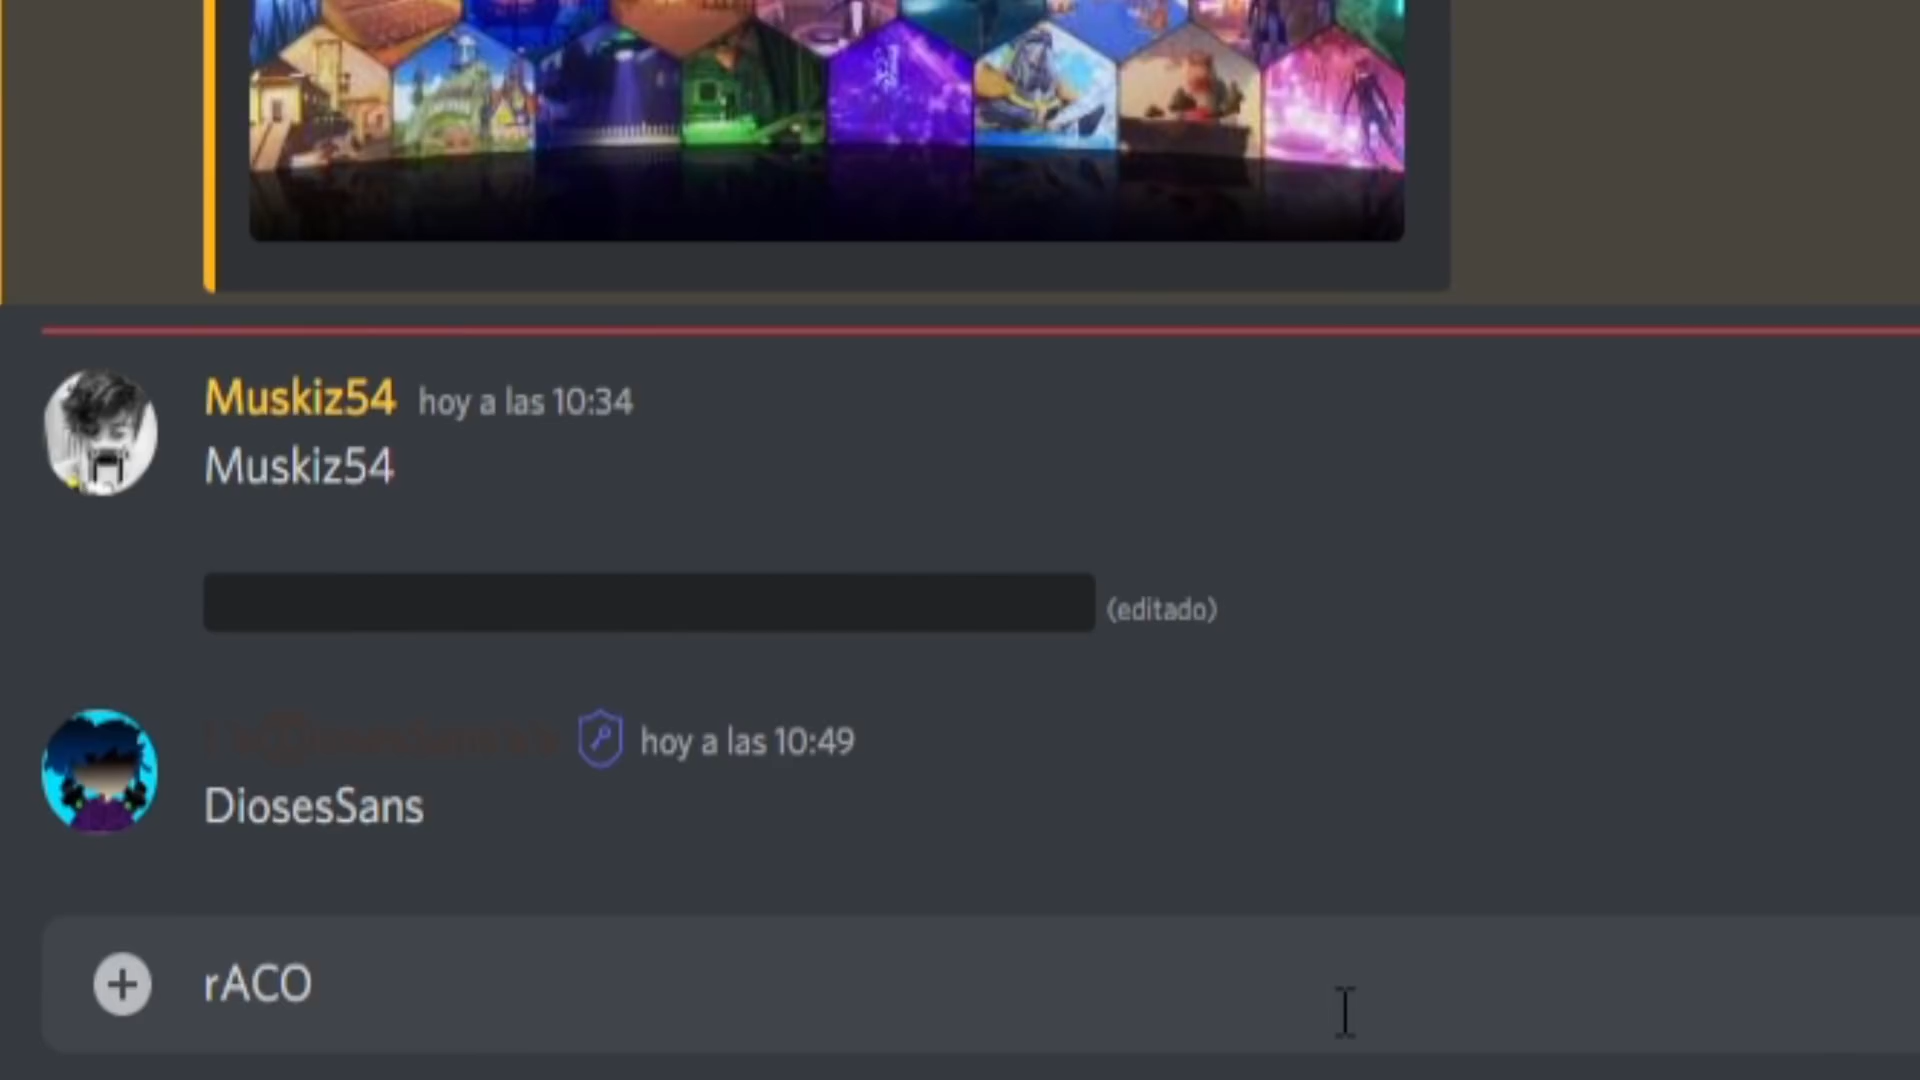 Muskiz54 hoy a las 10:34
Muskiz54
(editado)
hoy a las 10:49
DiosesSans
rACO